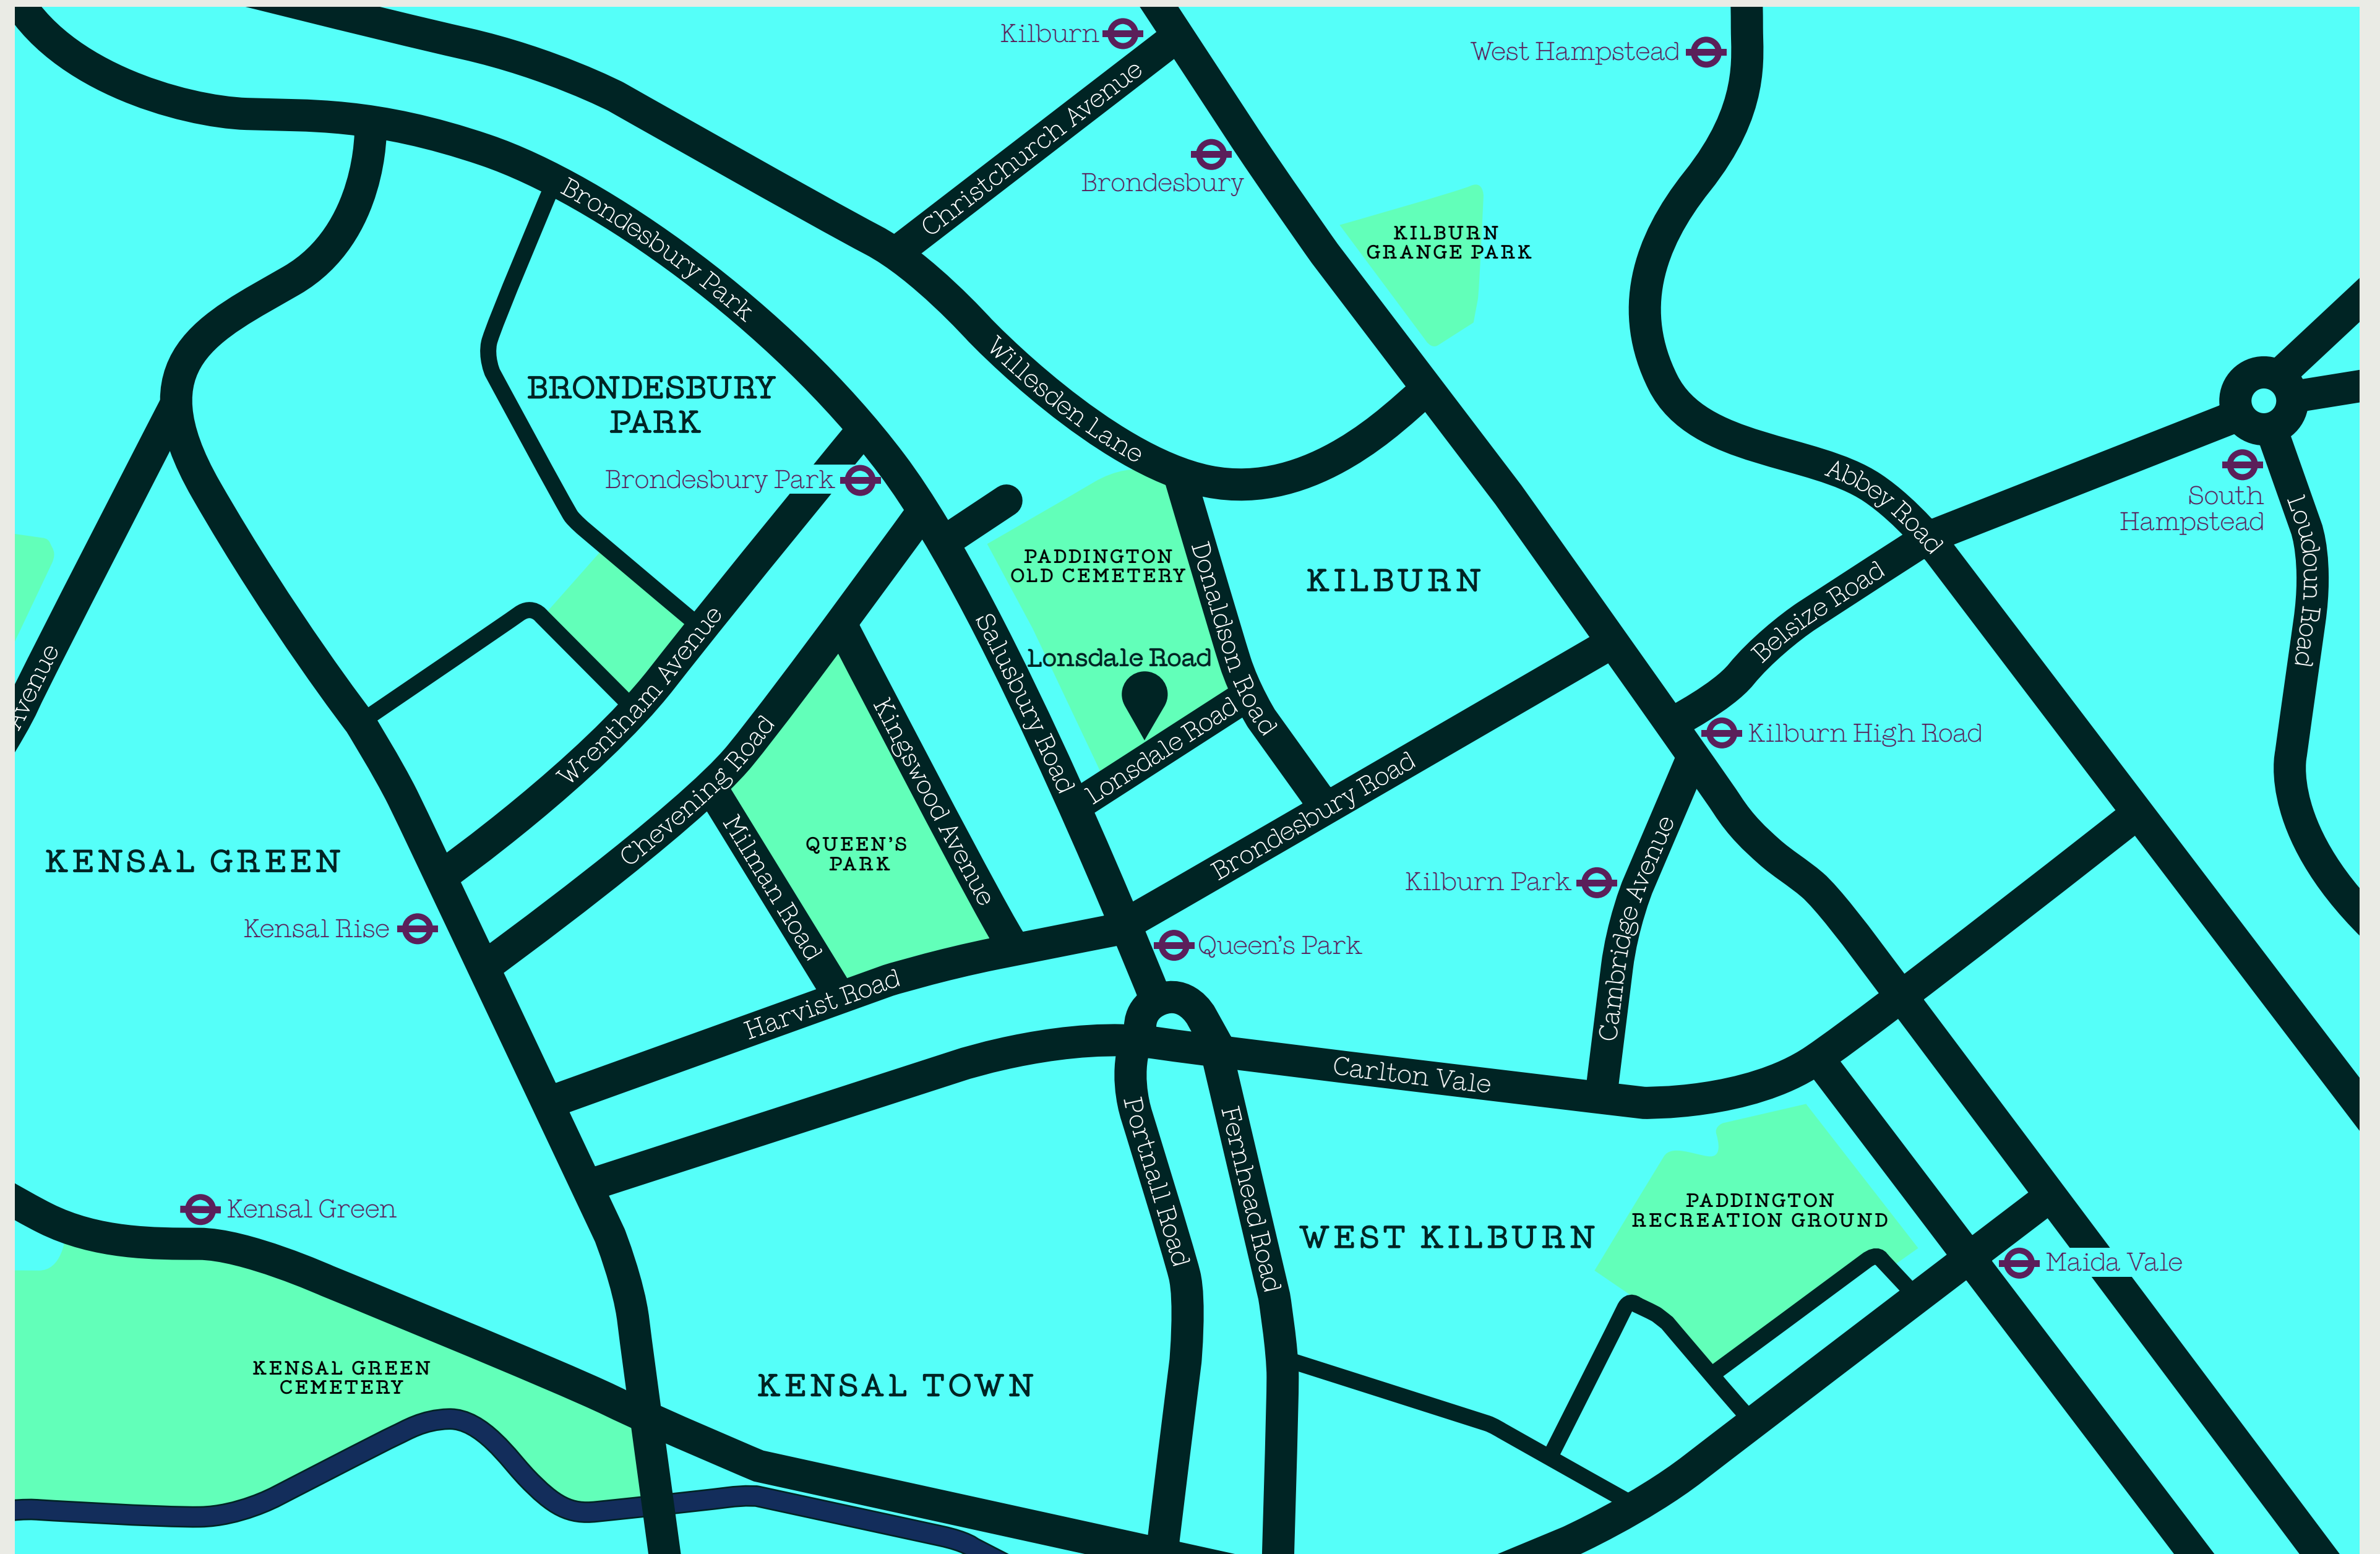 Kilburn
West Hampstead
Christchurch Avenue
Brondesbury
Brondesbury Park
KILBURN
GRANGE PARK
Willesden Lane
BRONDESBURY
PARK
Brondesbury Park
Abbey Road
South
Hampstead
Loudoun Road
PADDINGTON
OLD CEMETERY
Donaldson Road
KILBURN
Belsize Road
Salusbury Road
Lonsdale Road
Lonsdale Road
Avenue
Wrentham Avenue
Chevening Road
Kingswood Avenue
Kilburn High Road
Brondesbury Road
Milman Road
QUEEN'S
PARK
KENSAL GREEN
Kilburn Park
Cambridge Avenue
Kensal Rise
Queen's Park
Harvist Road
Carlton Vale
Portnall Road
Fernhead Road
Kensal Green
WEST KILBURN
PADDINGTON
RECREATION GROUND
Maida Vale
KENSAL GREEN
CEMETERY
KENSAL TOWN